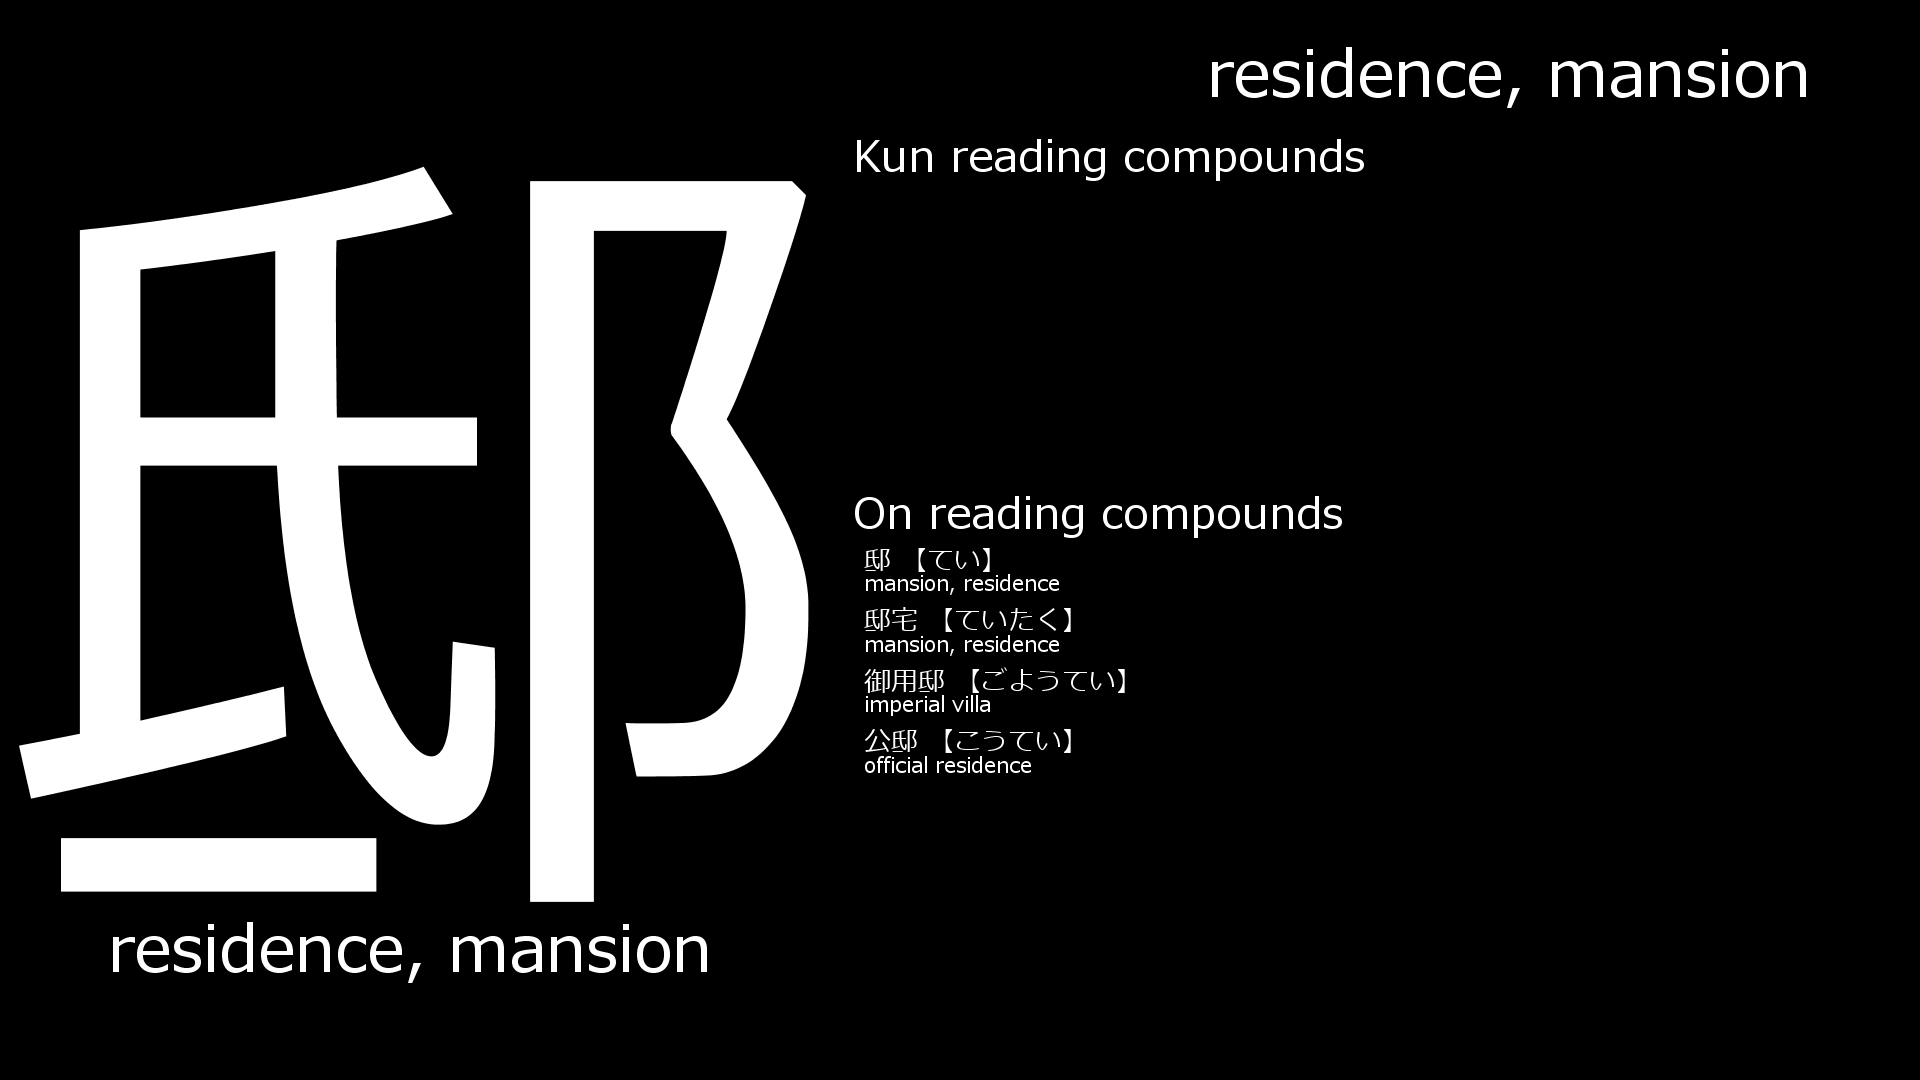 residence, mansion
邸
residence, mansion
Kun reading compounds
On reading compounds
邸 【てい】
mansion, residence
邸宅 【ていたく】
mansion, residence
御用邸 【ごようてい】
imperial villa
公邸 【こうてい】
official residence